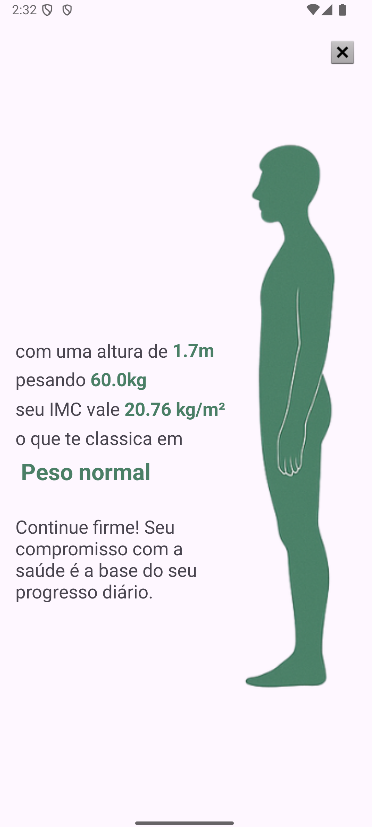 2:32
com uma altura de 1.7m
pesando 60.0kg
seu IMC vale 20.76 kg/m²
o que te classica em
Peso normal
Continue firme! Seu
compromisso com a
saúde é a base do seu
progresso diário.